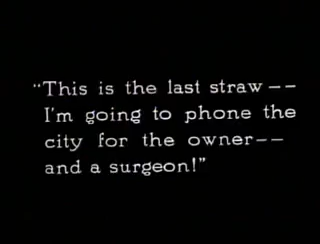 "This is the last straw --
I'm going to phone the
city for the owner--
and a surgeon!"